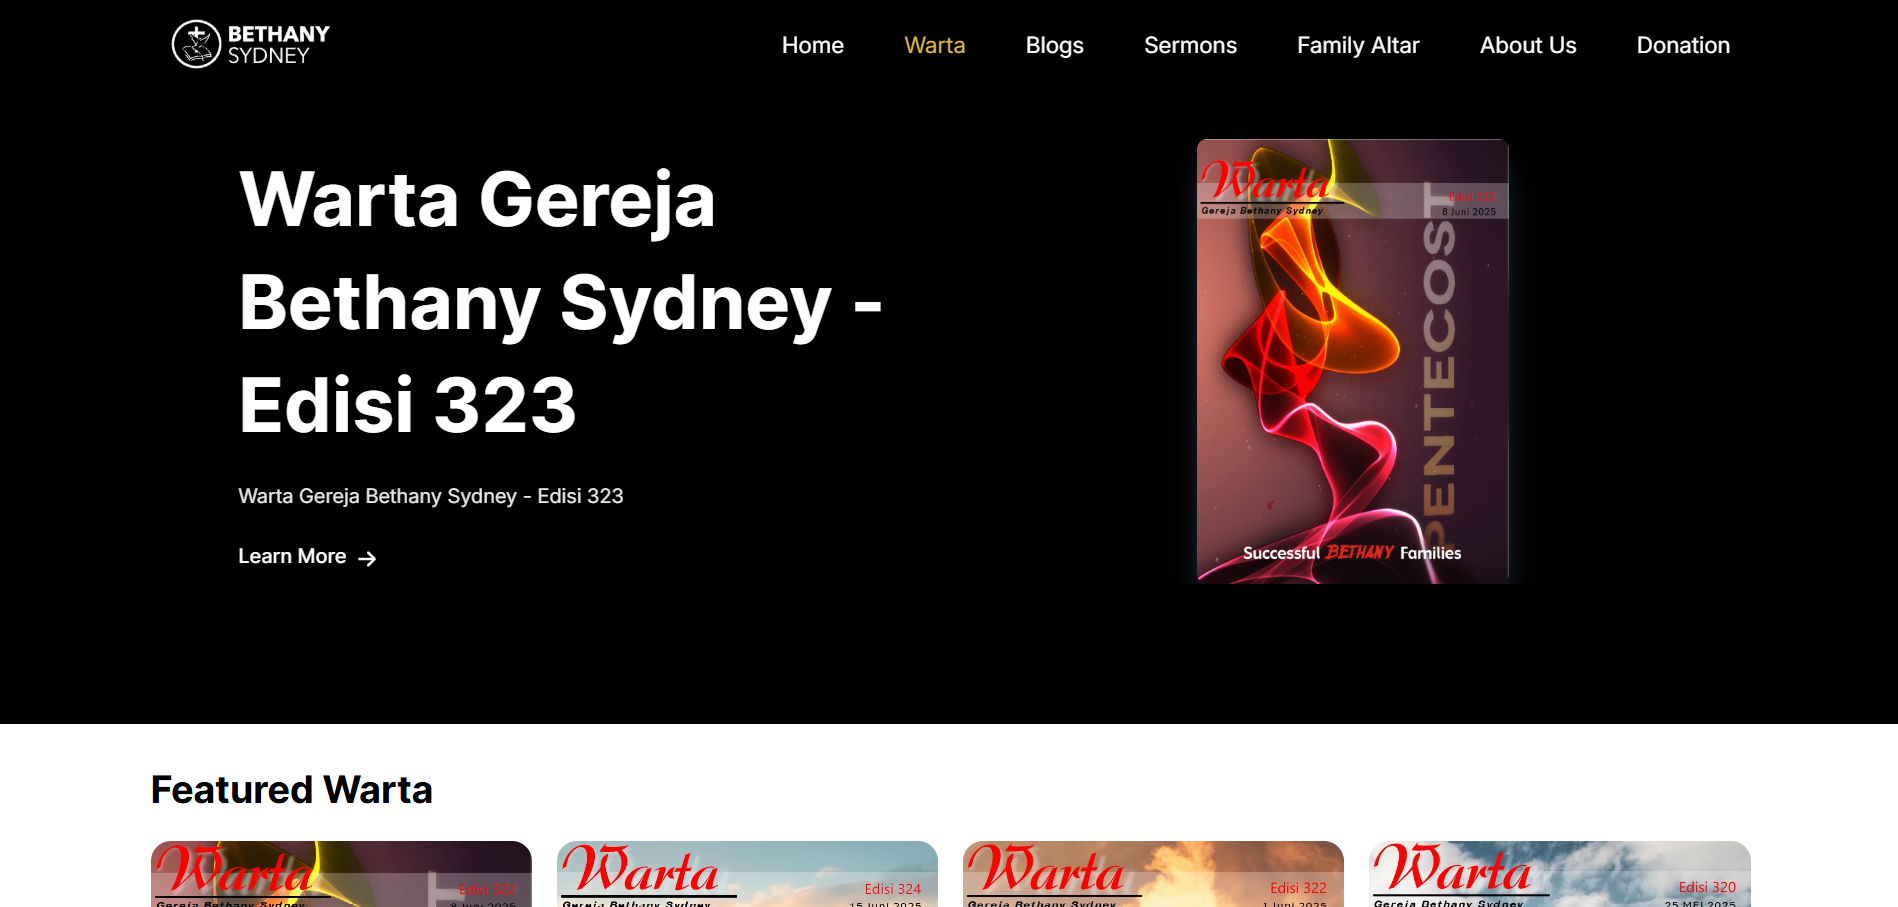 BETHANY
SYDNEY
Home Warta Blogs Sermons Family Altar About Us Donation
Warta Gereja
Bethany Sydney -
Edisi 323
Warta Gereja Bethany Sydney - Edisi 323
Learn More →
Warta
Edisi 322
Gereja Bethany Sydney
8 Juni 2025
PENTECOST
Successful BETHANY Families
Featured Warta
Warta
Edisi 322
Gereja Bethany Sydney
8 Juni 2025
Warta
Edisi 324
Gereja Bethany Sydney
15 Juni 2025
Warta
Edisi 322
Gereja Bethany Sydney
1 Juni 2025
Warta
Edisi 320
Gereja Bethany Sydney
25 MEI 2025